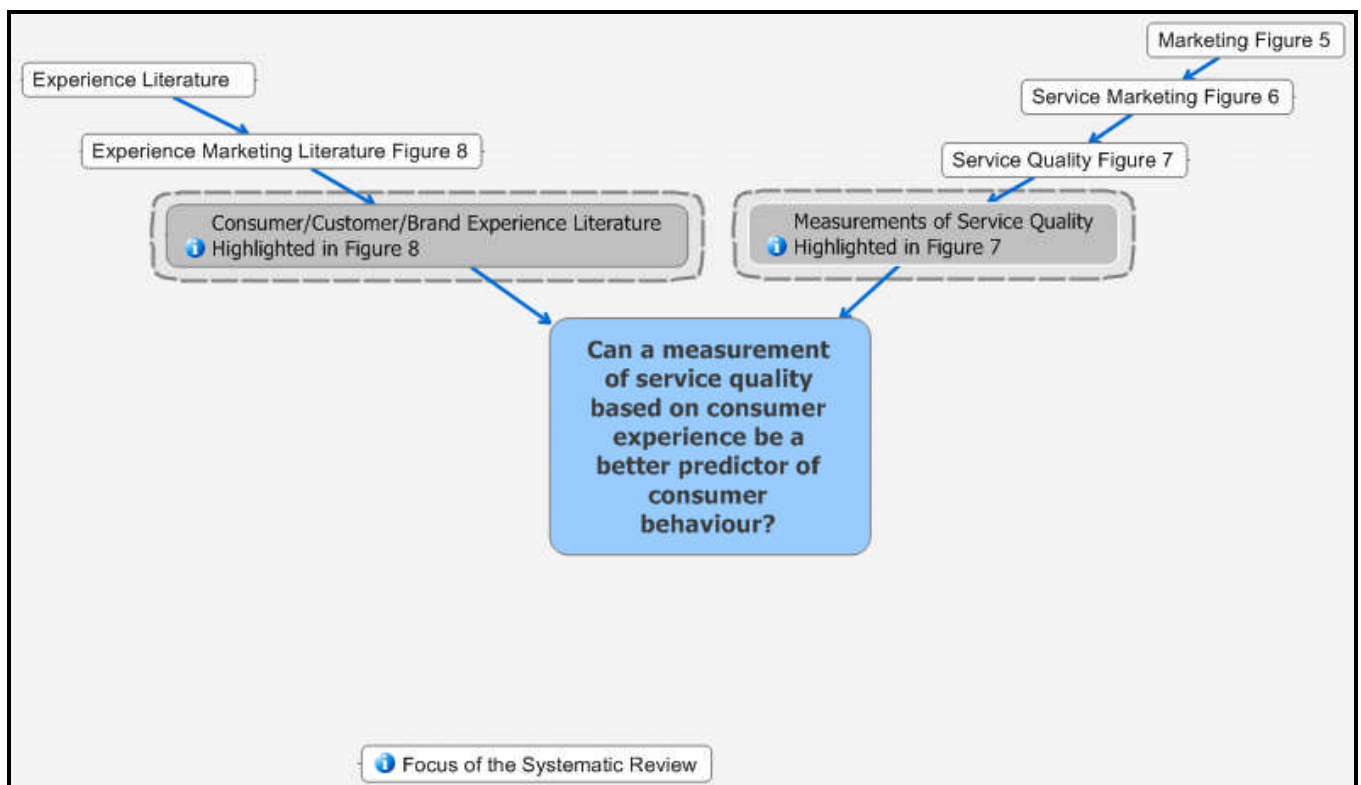 Marketing Figure 5
Experience Literature
Service Marketing Figure 6
Experience Marketing Literature Figure 8
Service Quality Figure 7
Consumer/Customer/Brand Experience Literature
Highlighted in Figure 8
Measurements of Service Quality
Highlighted in Figure 7
Can a measurement
of service quality
based on consumer
experience be a
better predictor of
consumer
behaviour?
Focus of the Systematic Review